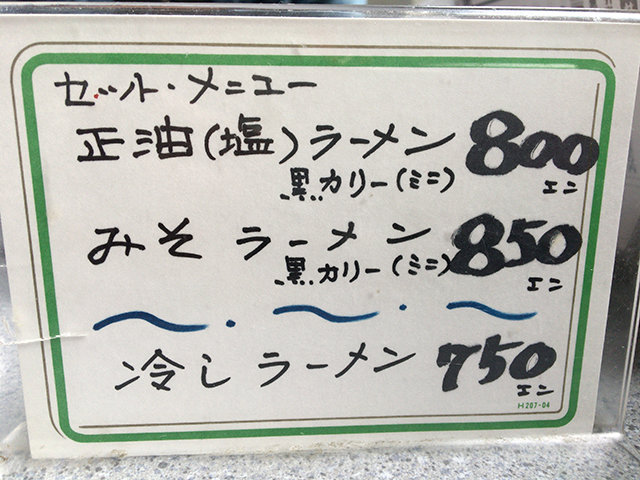 セット・メニュー
正油(塩)ラーメン 800
黒カリー(ミニ) エン
みそ ラーメン 850
黒カリー(ミニ) エン
冷し ラーメン 750
エン
H207-04